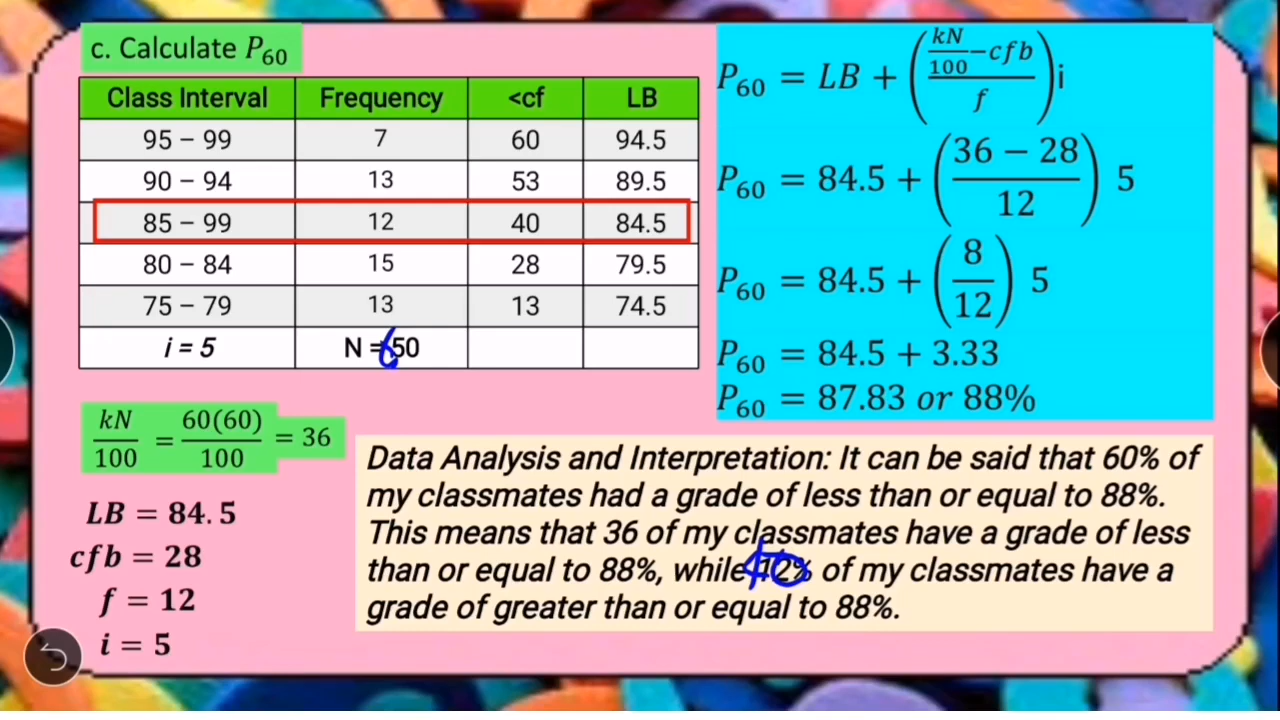 c. Calculate P₆₀
Class Interval Frequency <cf LB
95 – 99 7 60 94.5
90 – 94 13 53 89.5
85 – 99 12 40 84.5
80 – 84 15 28 79.5
75 – 79 13 13 74.5
i = 5 N = 650
kN/100 = 60(60)/100 = 36
LB = 84.5
cfb = 28
f = 12
i = 5
P₆₀ = LB + ((kN/100 − cfb)/f) i
P₆₀ = 84.5 + ((36 − 28)/12) 5
P₆₀ = 84.5 + (8/12) 5
P₆₀ = 84.5 + 3.33
P₆₀ = 87.83 or 88%
Data Analysis and Interpretation: It can be said that 60% of
my classmates had a grade of less than or equal to 88%.
This means that 36 of my classmates have a grade of less
than or equal to 88%, while 12% of my classmates have a
grade of greater than or equal to 88%.